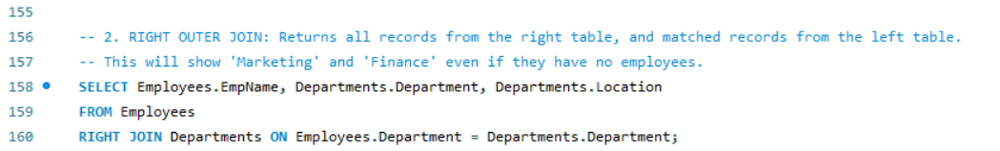 155
156 -- 2. RIGHT OUTER JOIN: Returns all records from the right table, and matched records from the left table.
157 -- This will show 'Marketing' and 'Finance' even if they have no employees.
158 SELECT Employees.EmpName, Departments.Department, Departments.Location
159 FROM Employees
160 RIGHT JOIN Departments ON Employees.Department = Departments.Department;